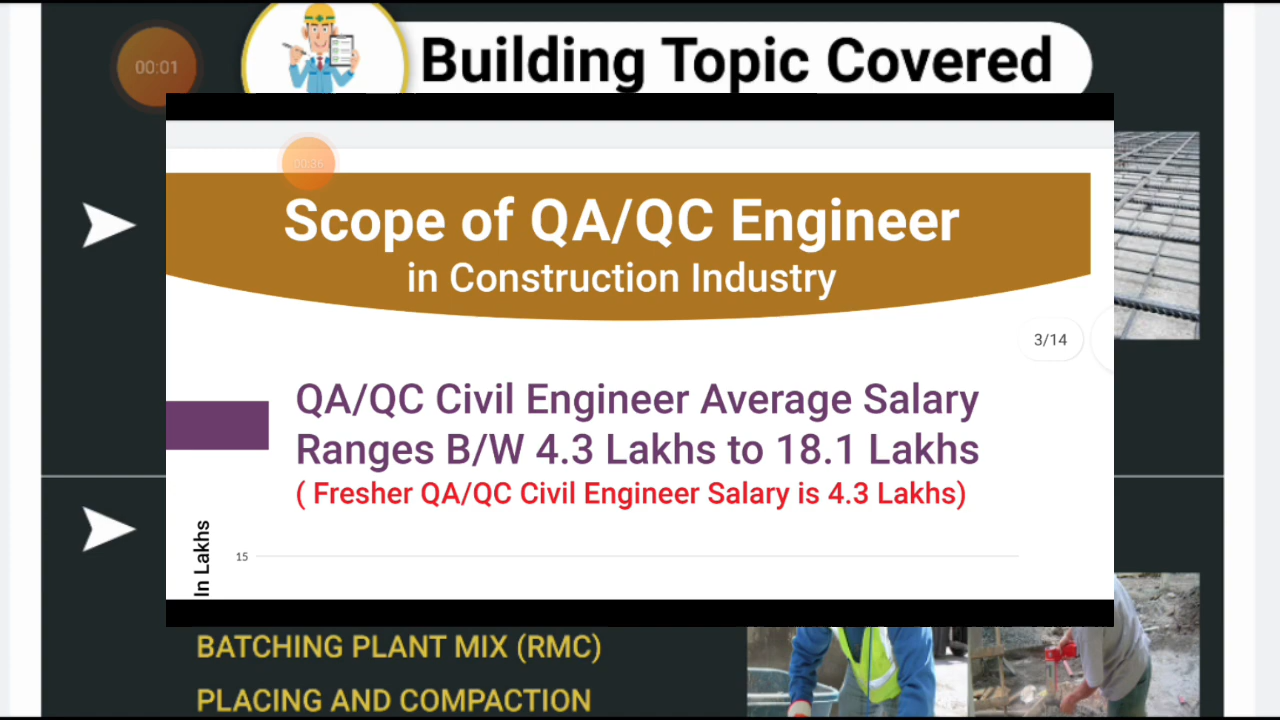 00:01
Building Topic Covered
00:36
Scope of QA/QC Engineer
in Construction Industry
3/14
QA/QC Civil Engineer Average Salary
Ranges B/W 4.3 Lakhs to 18.1 Lakhs
( Fresher QA/QC Civil Engineer Salary is 4.3 Lakhs)
In Lakhs
15
BATCHING PLANT MIX (RMC)
PLACING AND COMPACTION